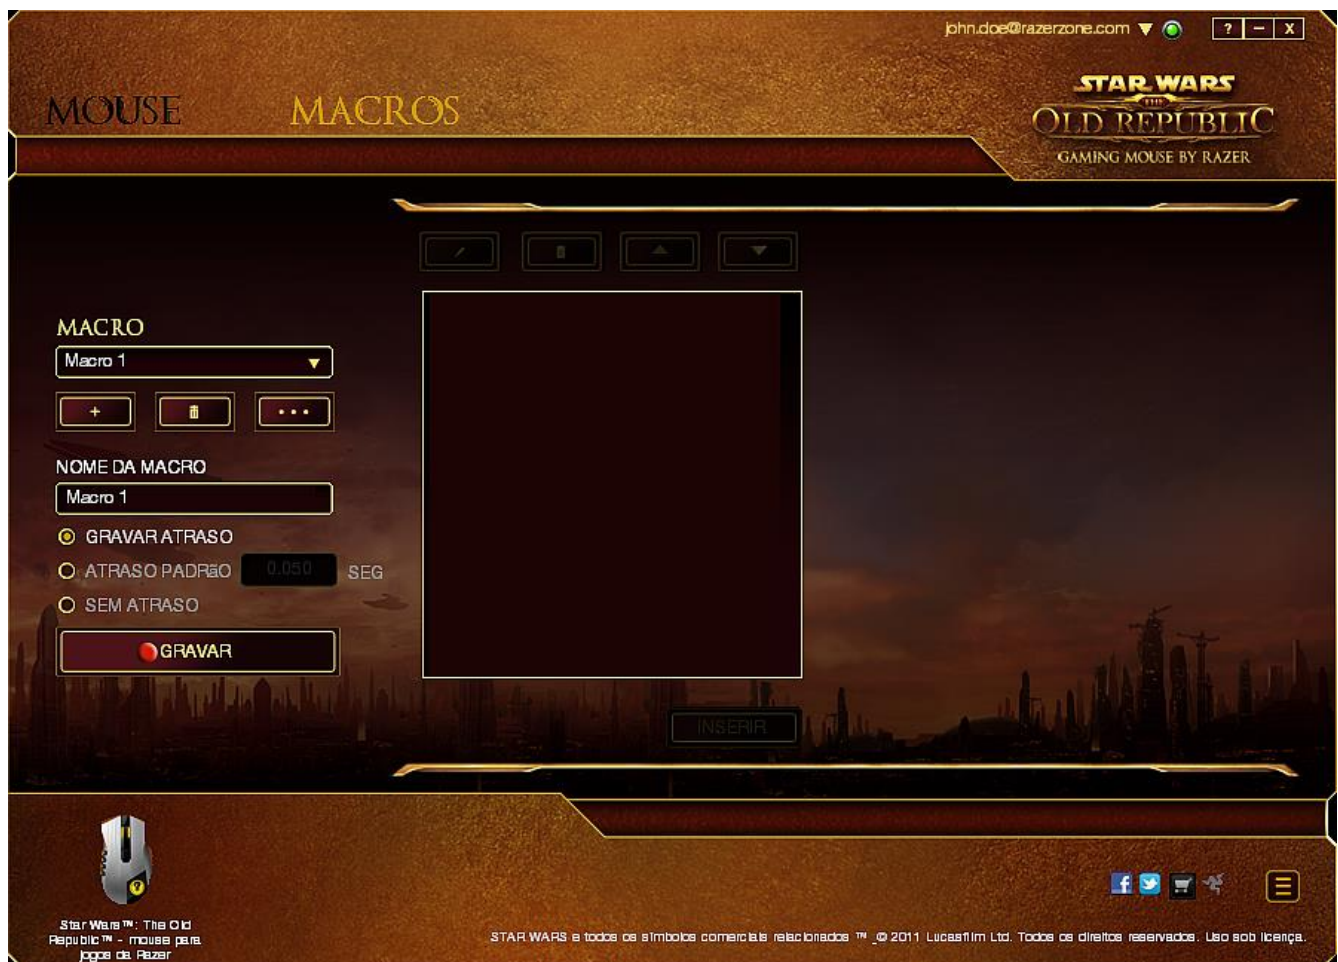 john.doe@razerzone.com
? – X
MOUSE MACROS
STAR WARS
THE
OLD REPUBLIC
GAMING MOUSE BY RAZER
MACRO
Macro 1
+
NOME DA MACRO
Macro 1
GRAVAR ATRASO
ATRASO PADRãO 0.050 SEG
SEM ATRASO
GRAVAR
INSERIR
Star Wars™: The Old
Republic™ - mouse para
jogos da Razer
STAR WARS e todos os símbolos comerciais relacionados ™ _© 2011 Lucasfilm Ltd. Todos os direitos reservados. Uso sob licença.